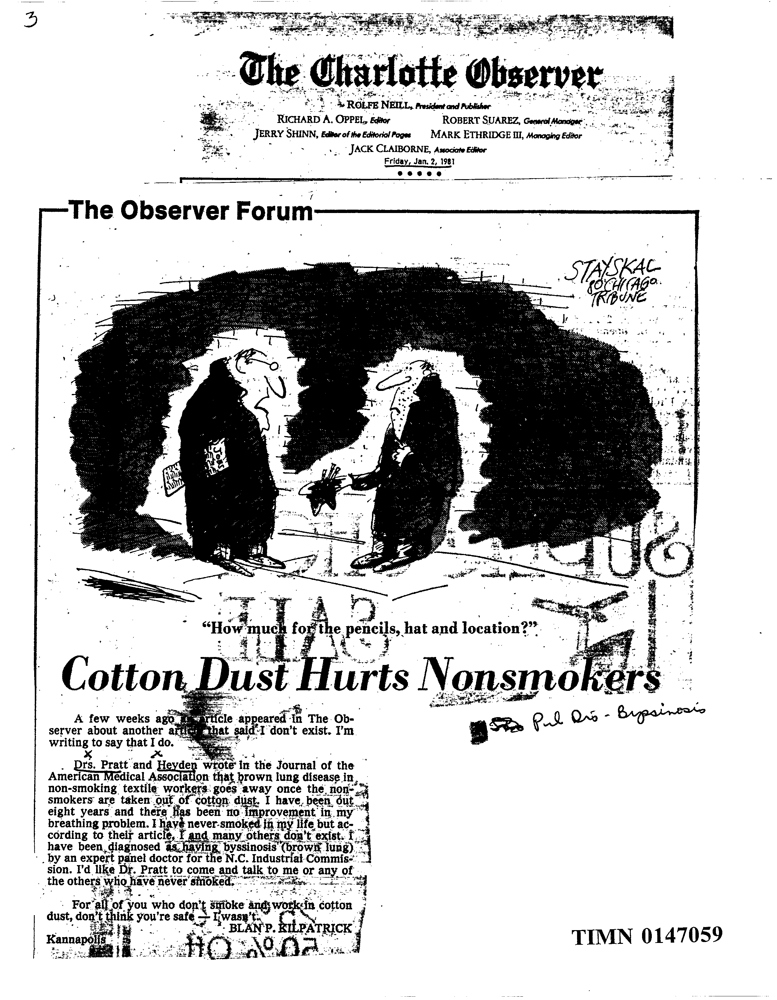 3
The Charlotte Observer
ROLFE NEILL, President and Publisher
RICHARD A. OPPEL, Editor ROBERT SUAREZ, General Manager
JERRY SHINN, Editor of the Editorial Pages MARK ETHRIDGE III, Managing Editor
JACK CLAIBORNE, Associate Editor
Friday, Jan. 2, 1981
The Observer Forum
STAYSKAL
80 CHICAGO
TRIBUNE
"How much for the pencils, hat and location?"
Cotton Dust Hurts Nonsmokers
Pul Dis - Byssinosis
A few weeks ago an article appeared in The Ob-
server about another article that said I don't exist. I'm
writing to say that I do.
Drs. Pratt and Heyden wrote in the Journal of the
American Medical Association that brown lung disease in
non-smoking textile workers goes away once the non-
smokers are taken out of cotton dust. I have been out
eight years and there has been no improvement in my
breathing problem. I have never smoked in my life but ac-
cording to their article, I and many others don't exist. I
have been diagnosed as having byssinosis (brown lung)
by an expert panel doctor for the N.C. Industrial Commis-
sion. I'd like Dr. Pratt to come and talk to me or any of
the others who have never smoked.
For all of you who don't smoke and work in cotton
dust, don't think you're safe — I wasn't.
BLAN P. KILPATRICK
Kannapolis
TIMN 0147059